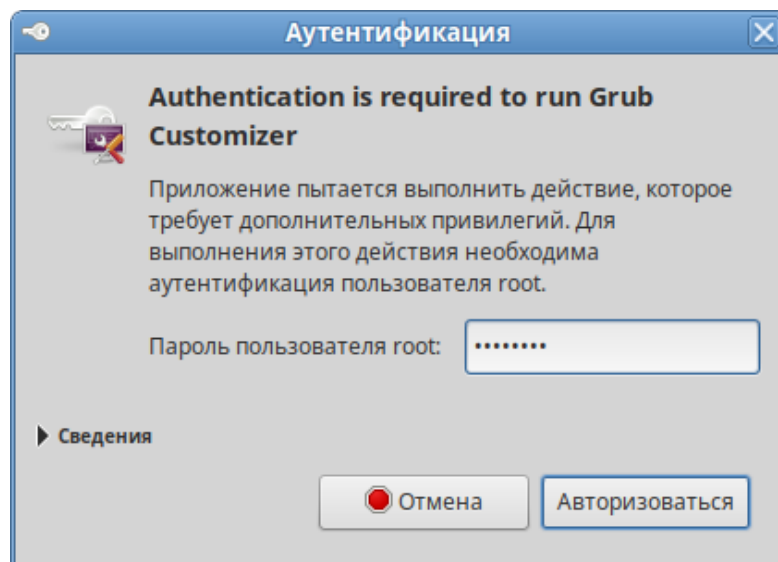 Аутентификация
Authentication is required to run Grub
Customizer
Приложение пытается выполнить действие, которое
требует дополнительных привилегий. Для
выполнения этого действия необходима
аутентификация пользователя root.
Пароль пользователя root: ••••••••
Сведения
Отмена Авторизоваться